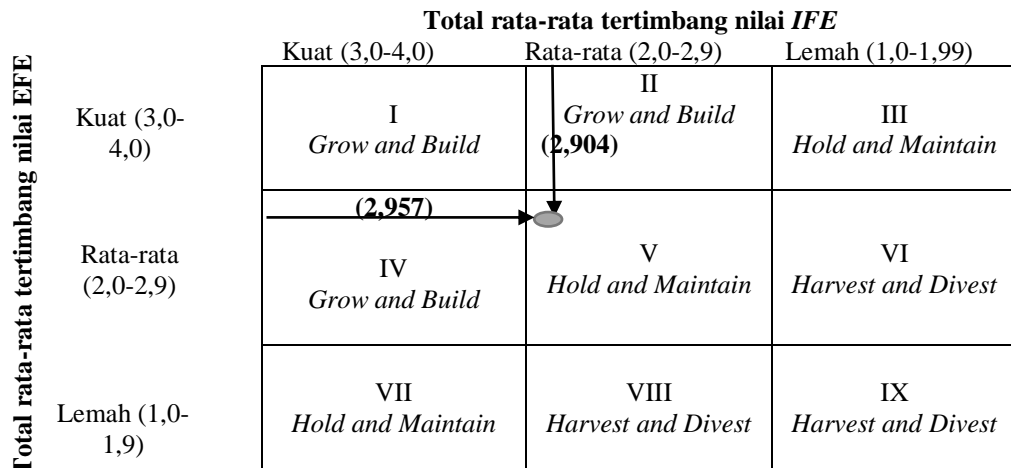 Total rata-rata tertimbang nilai IFE
Kuat (3,0-4,0) Rata-rata (2,0-2,9) Lemah (1,0-1,99)
Total rata-rata tertimbang nilai EFE
Kuat (3,0-
4,0)
I
Grow and Build
II
Grow and Build
(2,904)
III
Hold and Maintain
Rata-rata
(2,0-2,9)
(2,957)
IV
Grow and Build
V
Hold and Maintain
VI
Harvest and Divest
Lemah (1,0-
1,9)
VII
Hold and Maintain
VIII
Harvest and Divest
IX
Harvest and Divest